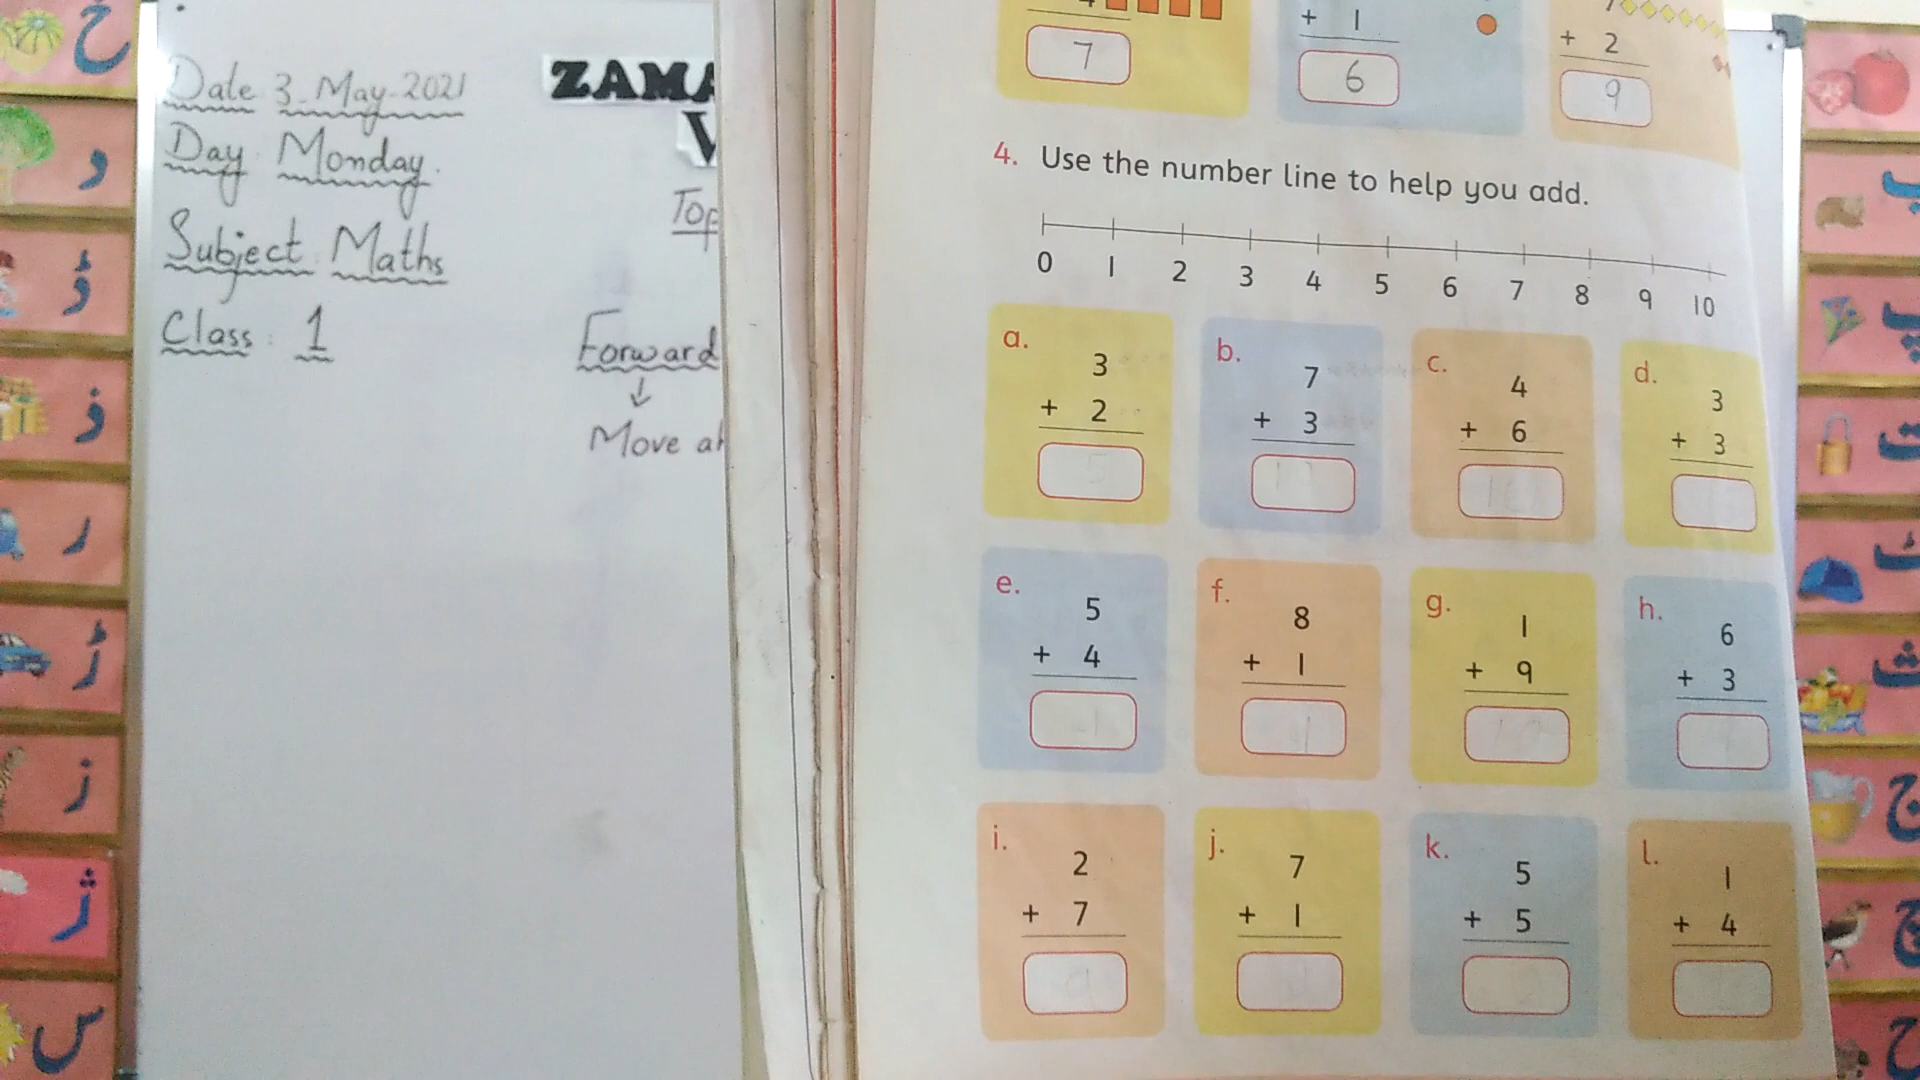 Date 3-May-2021
Day: Monday.
Subject: Maths
Class: 1
ZAMA
V
Top
Forward
↓
Move ah
7
+ 1
6
+ 2
9
4. Use the number line to help you add.
0 1 2 3 4 5 6 7 8 9 10
a. 3
+ 2
5
b. 7
+ 3
c. 4
+ 6
d. 3
+ 3
e. 5
+ 4
f. 8
+ 1
g. 1
+ 9
h. 6
+ 3
i. 2
+ 7
9
j. 7
+ 1
k. 5
+ 5
l. 1
+ 4
خ
د
ڈ
ذ
ر
ڑ
ز
ژ
س
ب
پ
ت
ٹ
ث
ج
چ
ح